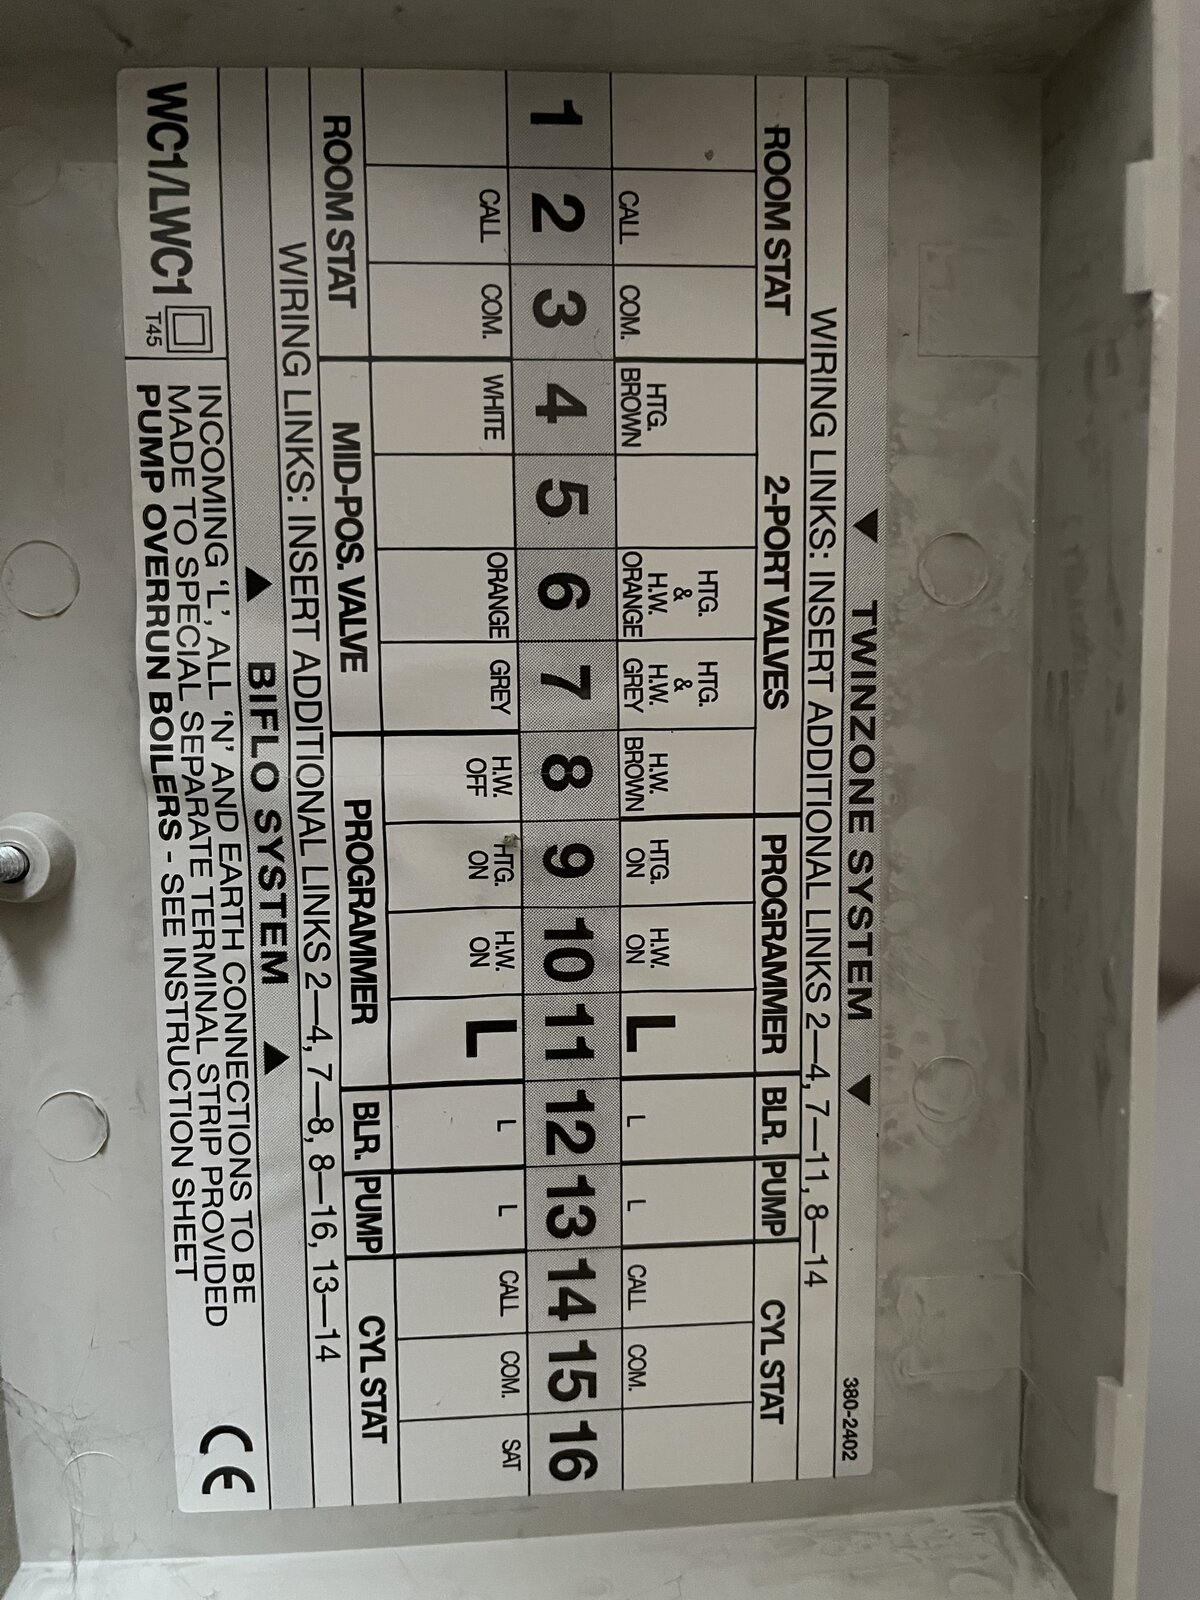 380-2402
▼ TWINZONE SYSTEM ▼
WIRING LINKS: INSERT ADDITIONAL LINKS 2—4, 7—11, 8—14
ROOM STAT 2-PORT VALVES PROGRAMMER BLR. PUMP CYL STAT
CALL COM. HTG. BROWN HTG. & H.W. ORANGE HTG. & H.W. GREY H.W. BROWN HTG. ON H.W. ON L L L CALL COM.
1 2 3 4 5 6 7 8 9 10 11 12 13 14 15 16
CALL COM. WHITE ORANGE GREY H.W. OFF HTG. ON H.W. ON L L L CALL COM. SAT
ROOM STAT MID-POS. VALVE PROGRAMMER BLR. PUMP CYL STAT
WIRING LINKS: INSERT ADDITIONAL LINKS 2—4, 7—8, 8—16, 13—14
▲ BIFLO SYSTEM ▲
WC1/LWC1 T45
INCOMING 'L', ALL 'N' AND EARTH CONNECTIONS TO BE
MADE TO SPECIAL SEPARATE TERMINAL STRIP PROVIDED
PUMP OVERRUN BOILERS - SEE INSTRUCTION SHEET
CE